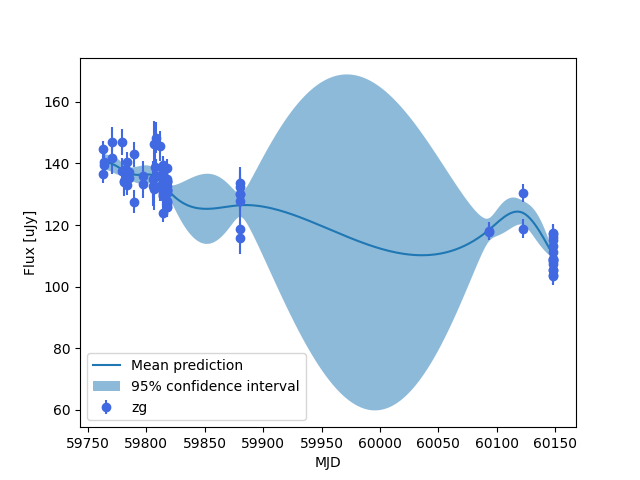 160
140
120
100
80
60
Flux [uJy]
Mean prediction
95% confidence interval
zg
59750 59800 59850 59900 59950 60000 60050 60100 60150
MJD